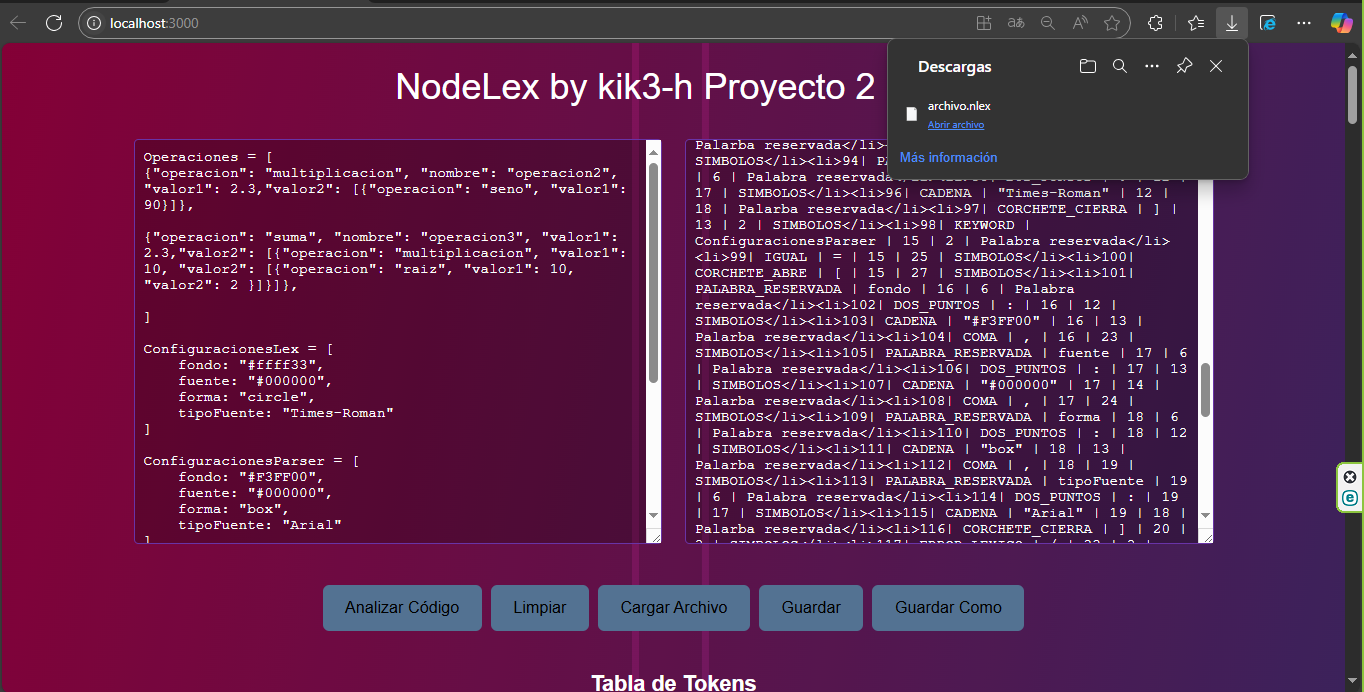 localhost:3000
Descargas
archivo.nlex
Abrir archivo
Más información
NodeLex by kik3-h Proyecto 2
Operaciones = [
{"operacion": "multiplicacion", "nombre": "operacion2",
"valor1": 2.3,"valor2": [{"operacion": "seno", "valor1":
90}]},
{"operacion": "suma", "nombre": "operacion3", "valor1":
2.3,"valor2": [{"operacion": "multiplicacion", "valor1":
10, "valor2": [{"operacion": "raiz", "valor1": 10,
"valor2": 2 }]}]},
]
ConfiguracionesLex = [
fondo: "#ffff33",
fuente: "#000000",
forma: "circle",
tipoFuente: "Times-Roman"
]
ConfiguracionesParser = [
fondo: "#F3FF00",
fuente: "#000000",
forma: "box",
tipoFuente: "Arial"
]
Palarba reservada</li>
SIMBOLOS</li><li>94|
| 6 | Palabra reservada</li>
17 | SIMBOLOS</li><li>96| CADENA | "Times-Roman" | 12 |
18 | Palarba reservada</li><li>97| CORCHETE_CIERRA | ] |
13 | 2 | SIMBOLOS</li><li>98| KEYWORD |
ConfiguracionesParser | 15 | 2 | Palabra reservada</li>
<li>99| IGUAL | = | 15 | 25 | SIMBOLOS</li><li>100|
CORCHETE_ABRE | [ | 15 | 27 | SIMBOLOS</li><li>101|
PALABRA_RESERVADA | fondo | 16 | 6 | Palabra
reservada</li><li>102| DOS_PUNTOS | : | 16 | 12 |
SIMBOLOS</li><li>103| CADENA | "#F3FF00" | 16 | 13 |
Palarba reservada</li><li>104| COMA | , | 16 | 23 |
SIMBOLOS</li><li>105| PALABRA_RESERVADA | fuente | 17 | 6
| Palabra reservada</li><li>106| DOS_PUNTOS | : | 17 | 13
| SIMBOLOS</li><li>107| CADENA | "#000000" | 17 | 14 |
Palarba reservada</li><li>108| COMA | , | 17 | 24 |
SIMBOLOS</li><li>109| PALABRA_RESERVADA | forma | 18 | 6
| Palabra reservada</li><li>110| DOS_PUNTOS | : | 18 | 12
| SIMBOLOS</li><li>111| CADENA | "box" | 18 | 13 |
Palarba reservada</li><li>112| COMA | , | 18 | 19 |
SIMBOLOS</li><li>113| PALABRA_RESERVADA | tipoFuente | 19
| 6 | Palabra reservada</li><li>114| DOS_PUNTOS | : | 19
| 17 | SIMBOLOS</li><li>115| CADENA | "Arial" | 19 | 18 |
Palarba reservada</li><li>116| CORCHETE_CIERRA | ] | 20 |
Analizar Código
Limpiar
Cargar Archivo
Guardar
Guardar Como
Tabla de Tokens